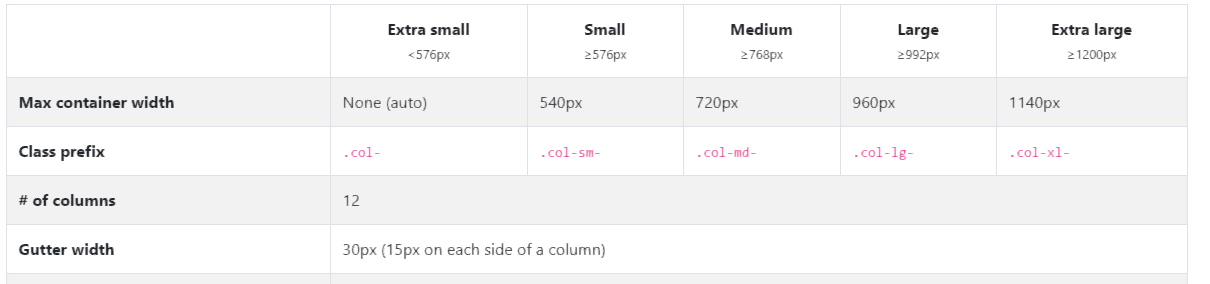 Extra small Small Medium Large Extra large
<576px ≥576px ≥768px ≥992px ≥1200px
Max container width None (auto) 540px 720px 960px 1140px
Class prefix .col- .col-sm- .col-md- .col-lg- .col-xl-
# of columns 12
Gutter width 30px (15px on each side of a column)